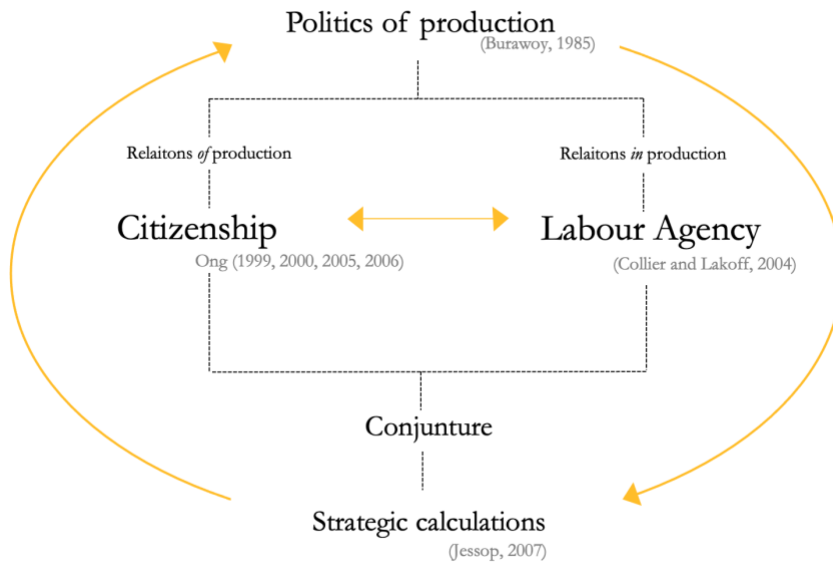 Politics of production
(Burawoy, 1985)
Relaitons of production
Relaitons in production
Citizenship
Labour Agency
Ong (1999, 2000, 2005, 2006)
(Collier and Lakoff, 2004)
Conjunture
Strategic calculations
(Jessop, 2007)